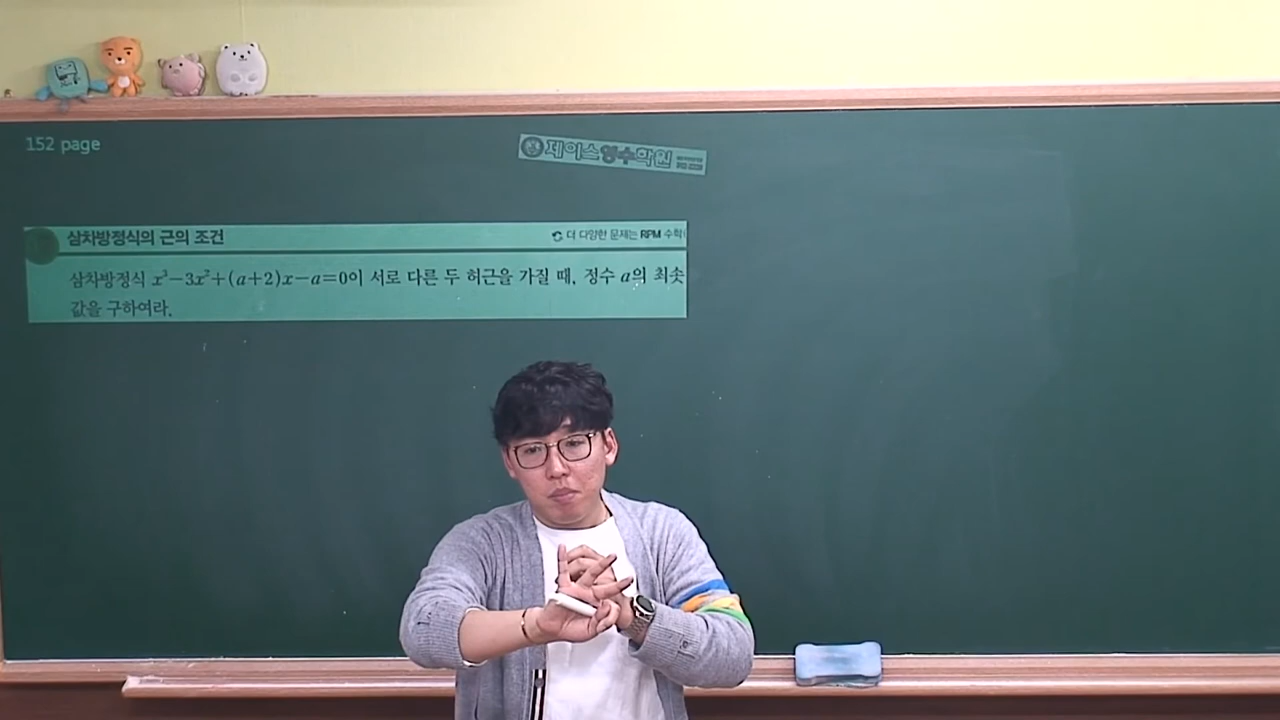 152 page
제이스영수학원
삼차방정식의 근의 조건
더 다양한 문제는 RPM 수학
삼차방정식 x³-3x²+(a+2)x-a=0이 서로 다른 두 허근을 가질 때, 정수 a의 최솟
값을 구하여라.